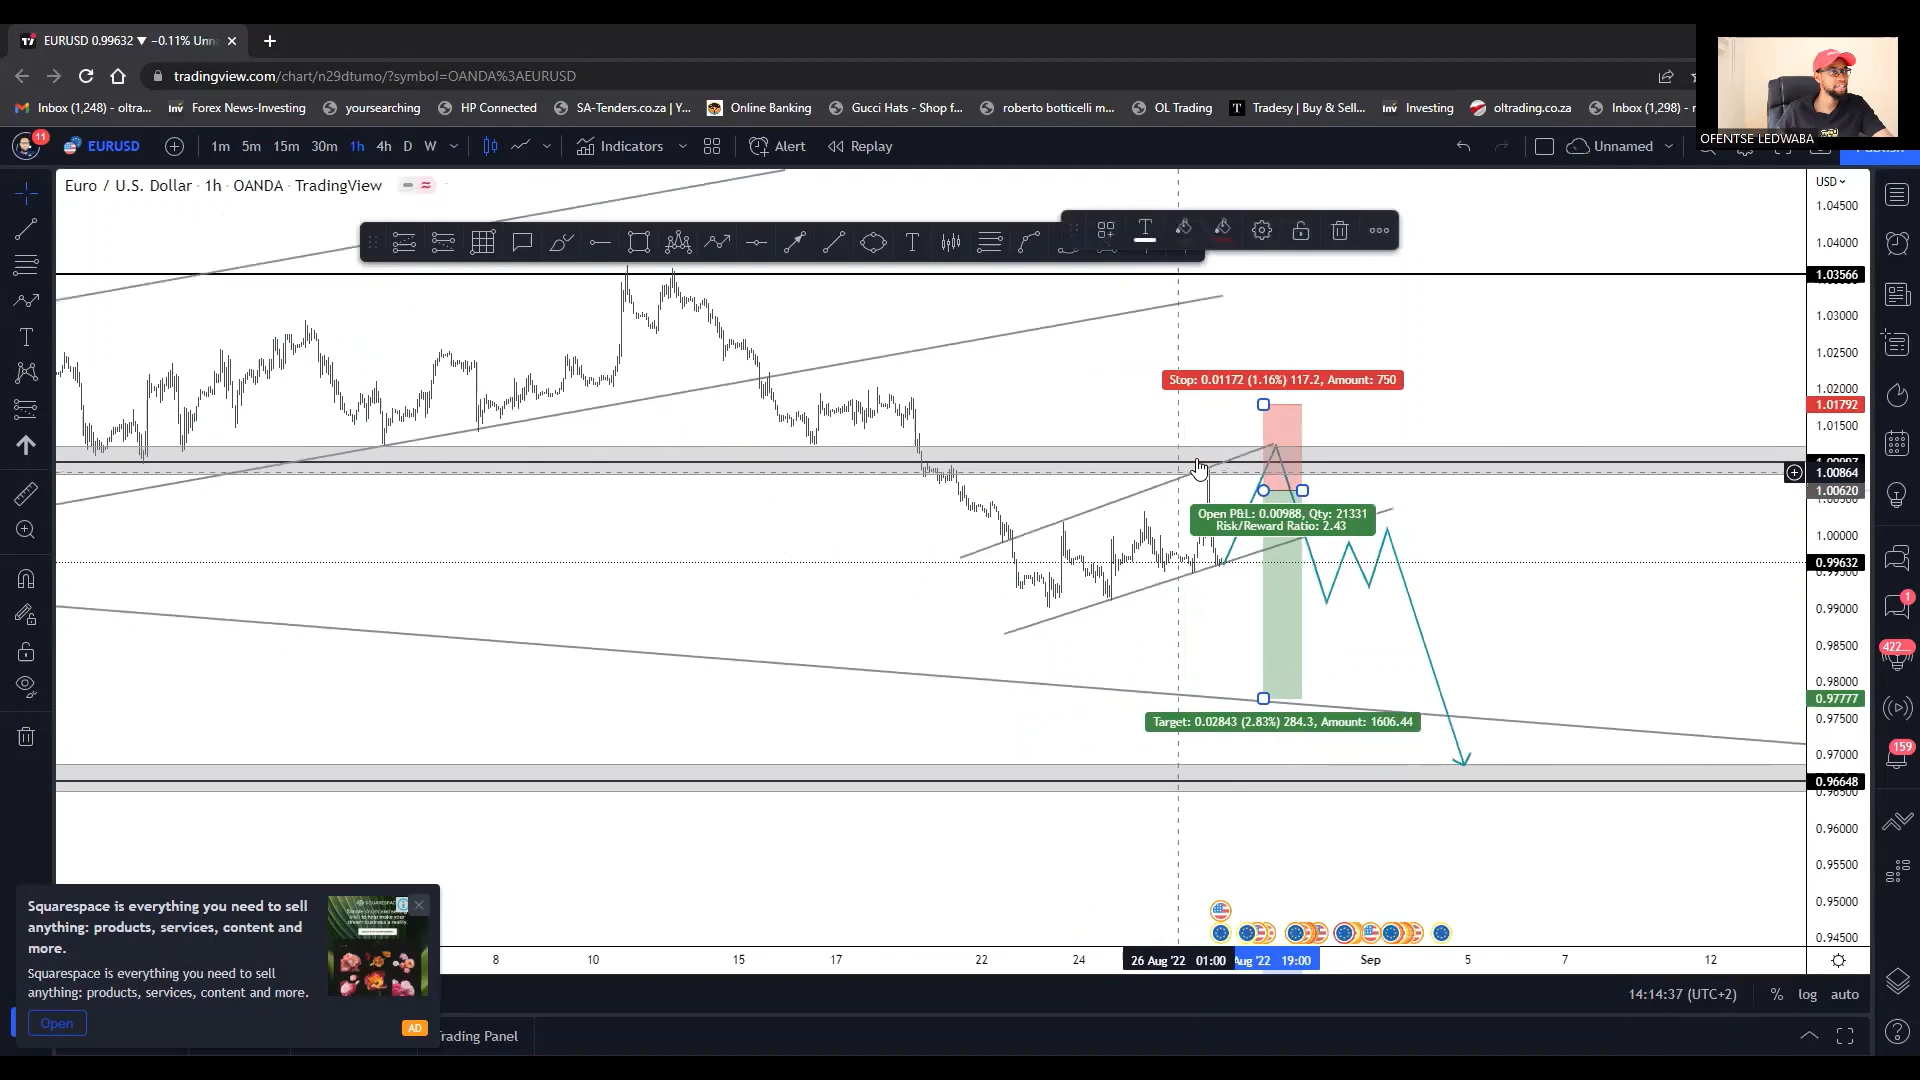 EURUSD 0.99632 ▼ −0.11% Unn
tradingview.com/chart/n29dtumo/?symbol=OANDA%3AEURUSD
Inbox (1,248) - oltra...
Forex News-Investing
yoursearching
HP Connected
SA-Tenders.co.za | Y...
Online Banking
Gucci Hats - Shop f...
roberto botticelli m...
OL Trading
Tradesy | Buy & Sell...
Investing
oltrading.co.za
Inbox (1,298) - r
OFENTSE LEDWABA
11
EURUSD
1m 5m 15m 30m 1h 4h D W
Indicators
Alert
Replay
Unnamed
Euro / U.S. Dollar · 1h · OANDA · TradingView
USD
1.04500
1.04000
1.03566
1.03000
1.02500
1.02000
1.01792
1.01500
1.00864
1.00620
1.00000
0.99632
0.99000
0.98500
0.98000
0.97777
0.97500
0.97000
0.96648
0.96000
0.95500
0.95000
0.94500
Stop: 0.01172 (1.16%) 117.2, Amount: 750
Open P&L: 0.00988, Qty: 21331
Risk/Reward Ratio: 2.43
Target: 0.02843 (2.83%) 284.3, Amount: 1606.44
1
422...
159
8 10 15 17 22 24
26 Aug '22 01:00
Aug '22 19:00
Sep 5 7 12
14:14:37 (UTC+2)
% log auto
Squarespace is everything you need to sell
anything: products, services, content and
more.
Squarespace is everything you need to sell
anything: products, services, content and more.
Open
AD
rading Panel